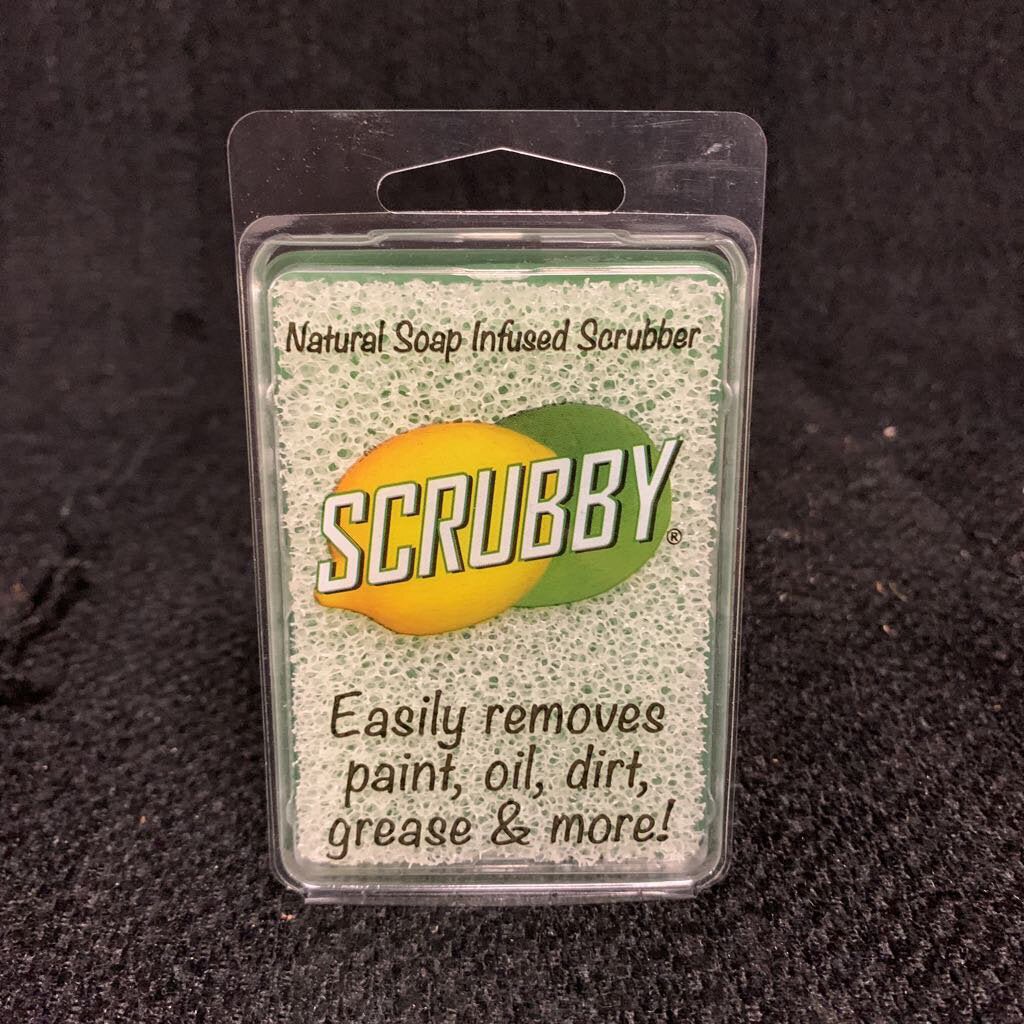 Natural Soap Infused Scrubber
SCRUBBY®
Easily removes
paint, oil, dirt,
grease & more!